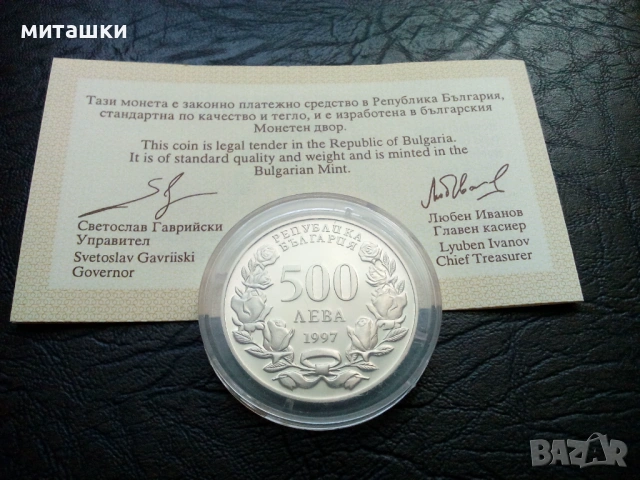 миташки
Тази монета е законно платежно средство в Република България,
стандартна по качество и тегло, и е изработена в българския
Монетен двор.
This coin is legal tender in the Republic of Bulgaria.
It is of standard quality and weight and is minted in the
Bulgarian Mint.
Светослав Гаврийски
Управител
Svetoslav Gavriiski
Governor
Любен Иванов
Главен касиер
Lyuben Ivanov
Chief Treasurer
РЕПУБЛИКА
БЪЛГАРИЯ
500
ЛЕВА
1997
BAZAR